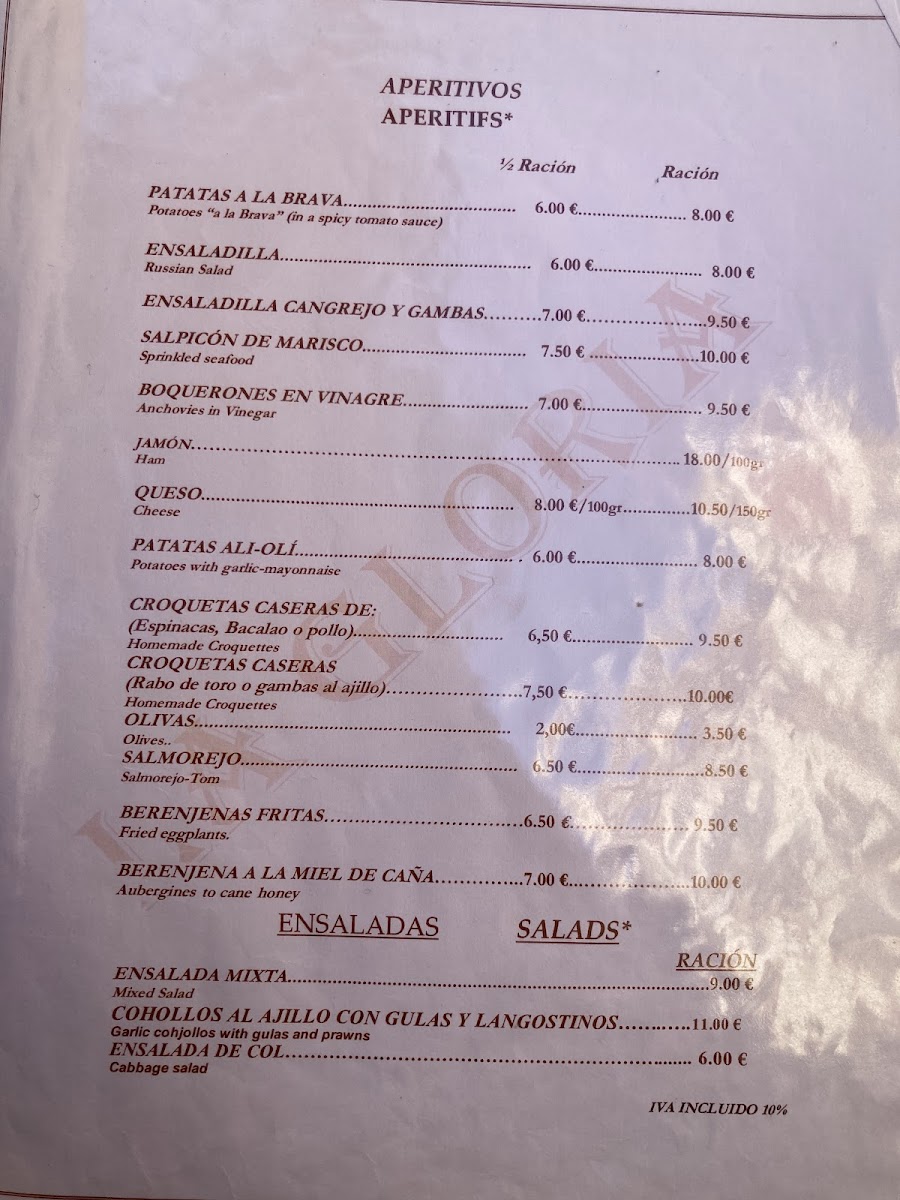 APERITIVOS
APERITIFS*
½ Ración Ración
PATATAS A LA BRAVA.................................... 6.00 €....................... 8.00 €
Potatoes “a la Brava” (in a spicy tomato sauce)
ENSALADILLA..................................................... 6.00 €....................... 8.00 €
Russian Salad
ENSALADILLA CANGREJO Y GAMBAS..........7.00 €..........................9.50 €
SALPICÓN DE MARISCO................................... 7.50 € .......................10.00 €
Sprinkled seafood
BOQUERONES EN VINAGRE........................... 7.00 €.......................... 9.50 €
Anchovies in Vinegar
JAMÓN.........................................................................................................18.00/100gr
Ham
QUESO.................................................................. 8.00 €/100gr..............10.50/150gr
Cheese
PATATAS ALI-OLÍ.............................................. . 6.00 €.......................... 8.00 €
Potatoes with garlic-mayonnaise
CROQUETAS CASERAS DE:
(Espinacas, Bacalao o pollo)................................ 6,50 €.......................... 9.50 €
Homemade Croquettes
CROQUETAS CASERAS
(Rabo de toro o gambas al ajillo)............................7,50 €..........................10.00€
Homemade Croquettes
OLIVAS.................................................................. 2,00€.......................... 3.50 €
Olives..
SALMOREJO.......................................................... 6.50 €...........................8.50 €
Salmorejo-Tom
BERENJENAS FRITAS.........................................6.50 €.......................... 9.50 €
Fried eggplants.
BERENJENA A LA MIEL DE CAÑA..................7.00 €..........................10.00 €
Aubergines to cane honey
ENSALADAS SALADS*
RACIÓN
ENSALADA MIXTA.........................................................................................9.00 €
Mixed Salad
COHOLLOS AL AJILLO CON GULAS Y LANGOSTINOS..............11.00 €
Garlic cohjollos with gulas and prawns
ENSALADA DE COL...................................................................................... 6.00 €
Cabbage salad
IVA INCLUIDO 10%
LA GLORIA